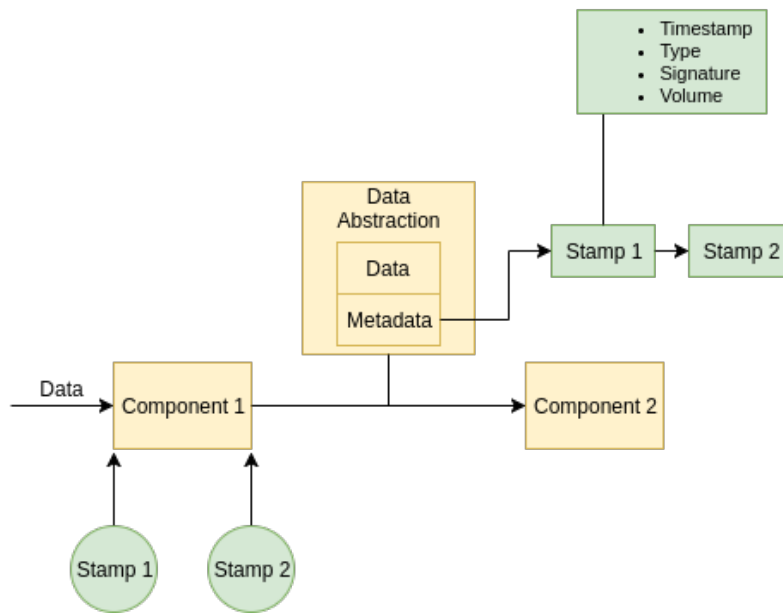 Timestamp
Type
Signature
Volume
Data
Abstraction
Data
Metadata
Stamp 1
Stamp 2
Data
Component 1
Component 2
Stamp 1
Stamp 2